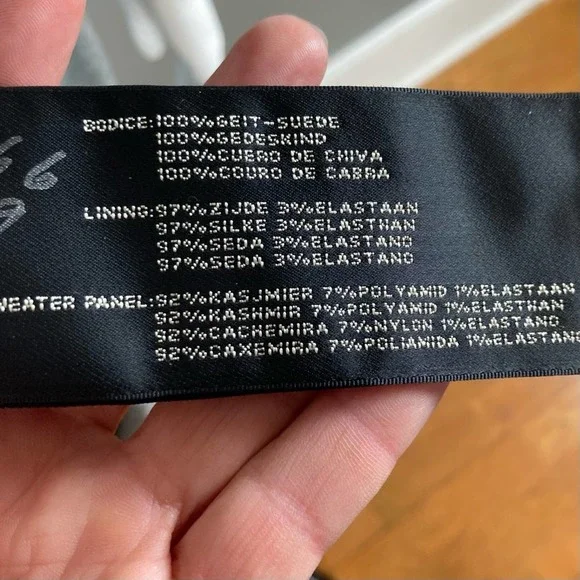 BODICE:100%GEIT-SUEDE
100%GEDESKIND
100%CUERO DE CHIVA
100%COURO DE CABRA
LINING:97%ZIJDE 3%ELASTAAN
97%SILKE 3%ELASTHAN
97%SEDA 3%ELASTANO
97%SEDA 3%ELASTANO
WEATER PANEL:92%KASJMIER 7%POLYAMID 1%ELASTAAN
92%KASHMIR 7%POLYAMID 1%ELASTHAN
92%CACHEMIRA 7%NYLON 1%ELASTANO
92%CAXEMIRA 7%POLIAMIDA 1%ELASTANO